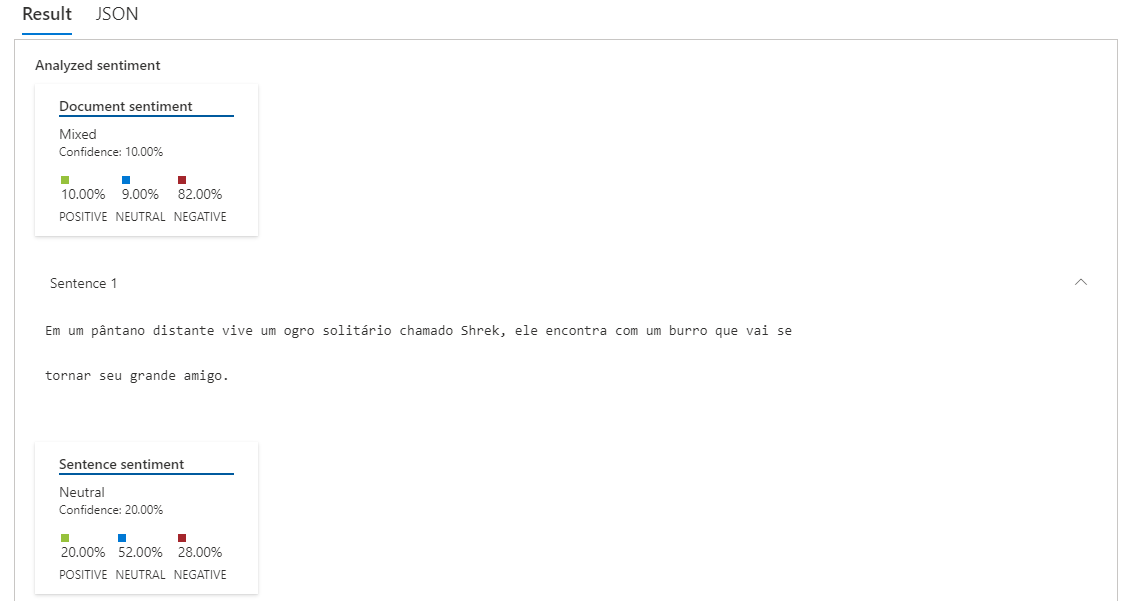 Result JSON
Analyzed sentiment
Document sentiment
Mixed
Confidence: 10.00%
10.00% 9.00% 82.00%
POSITIVE NEUTRAL NEGATIVE
Sentence 1
Em um pântano distante vive um ogro solitário chamado Shrek, ele encontra com um burro que vai se
tornar seu grande amigo.
Sentence sentiment
Neutral
Confidence: 20.00%
20.00% 52.00% 28.00%
POSITIVE NEUTRAL NEGATIVE